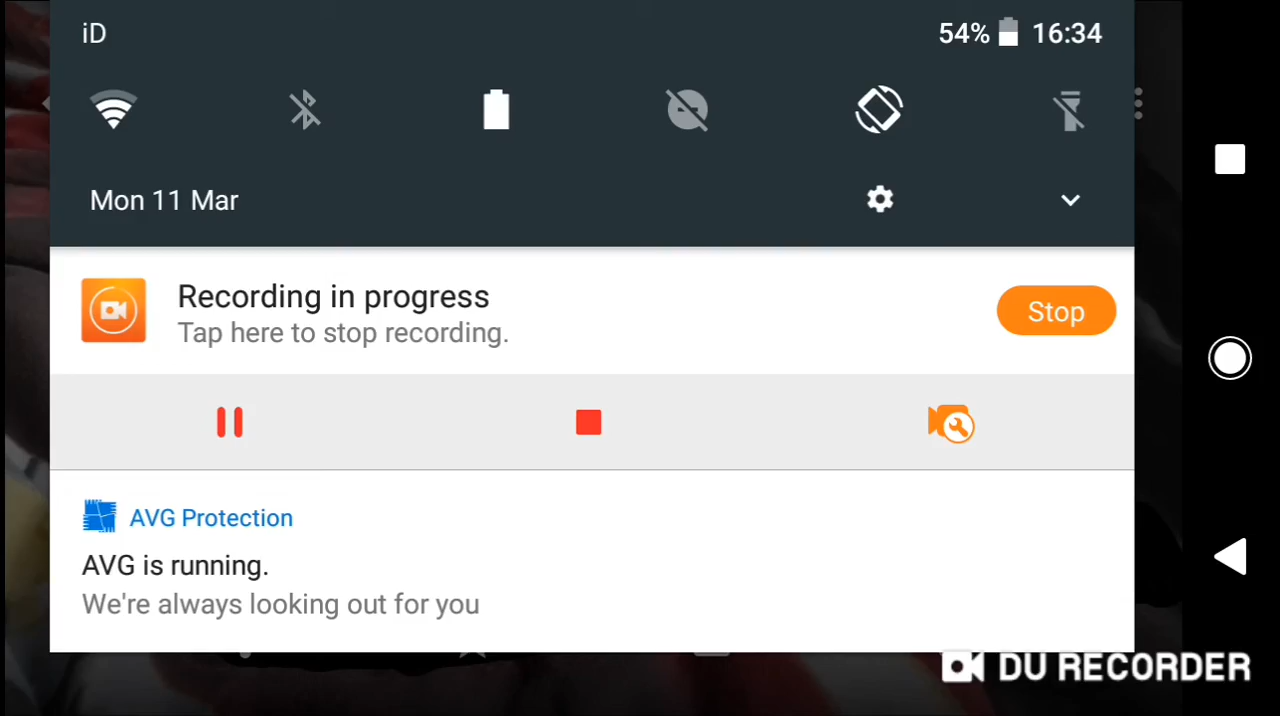 iD
54% 16:34
Mon 11 Mar
Recording in progress
Tap here to stop recording.
Stop
AVG Protection
AVG is running.
We're always looking out for you
DU RECORDER